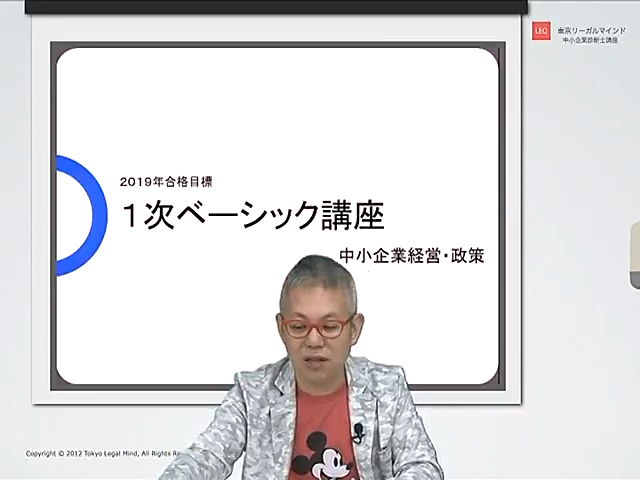 LEC 東京リーガルマインド
中小企業診断士講座
2019年合格目標
1次ベーシック講座
中小企業経営・政策
Copyright © 2012 Tokyo Legal Mind, All Rights